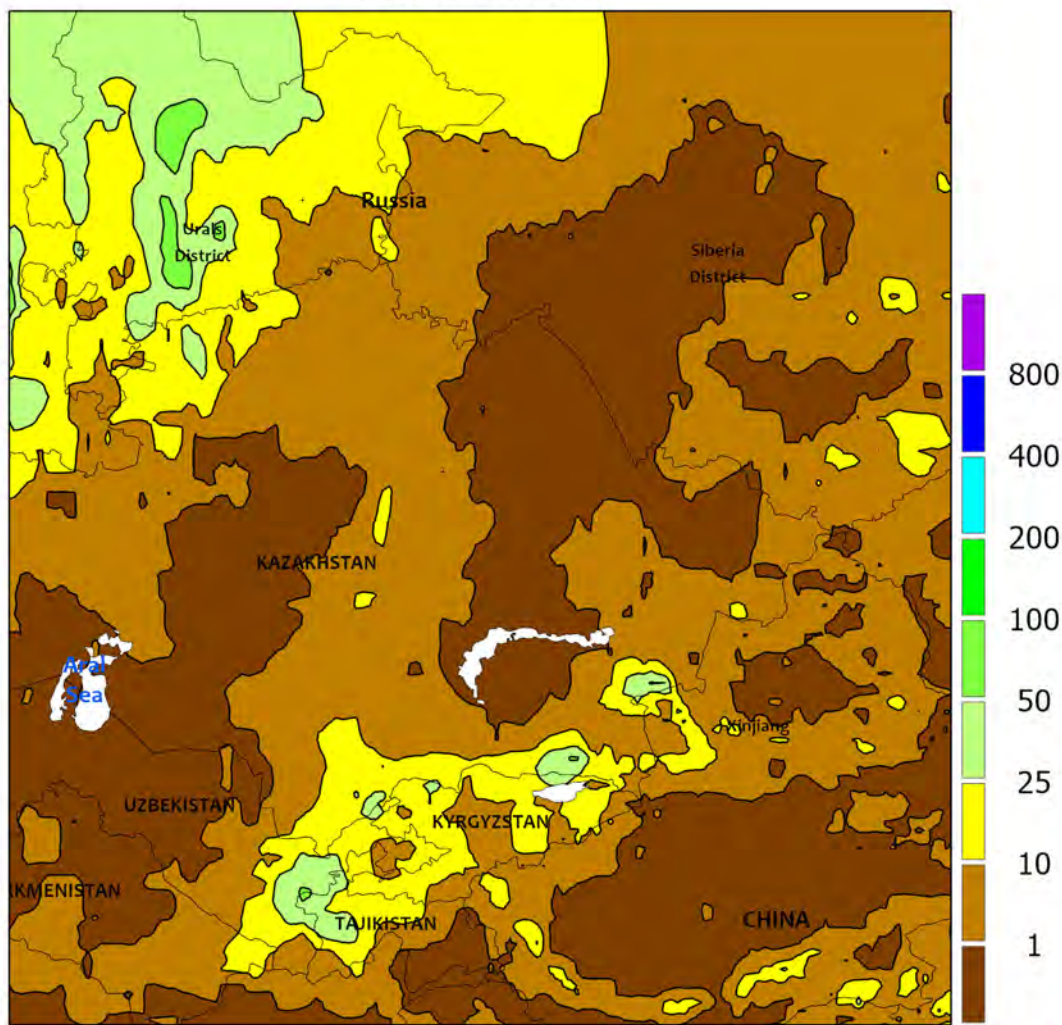 Russia
Urals
District
Siberia
District
KAZAKHSTAN
Aral
Sea
Xinjiang
UZBEKISTAN
KYRGYZSTAN
RKMENISTAN
TAJIKISTAN
CHINA
800
400
200
100
50
25
10
1